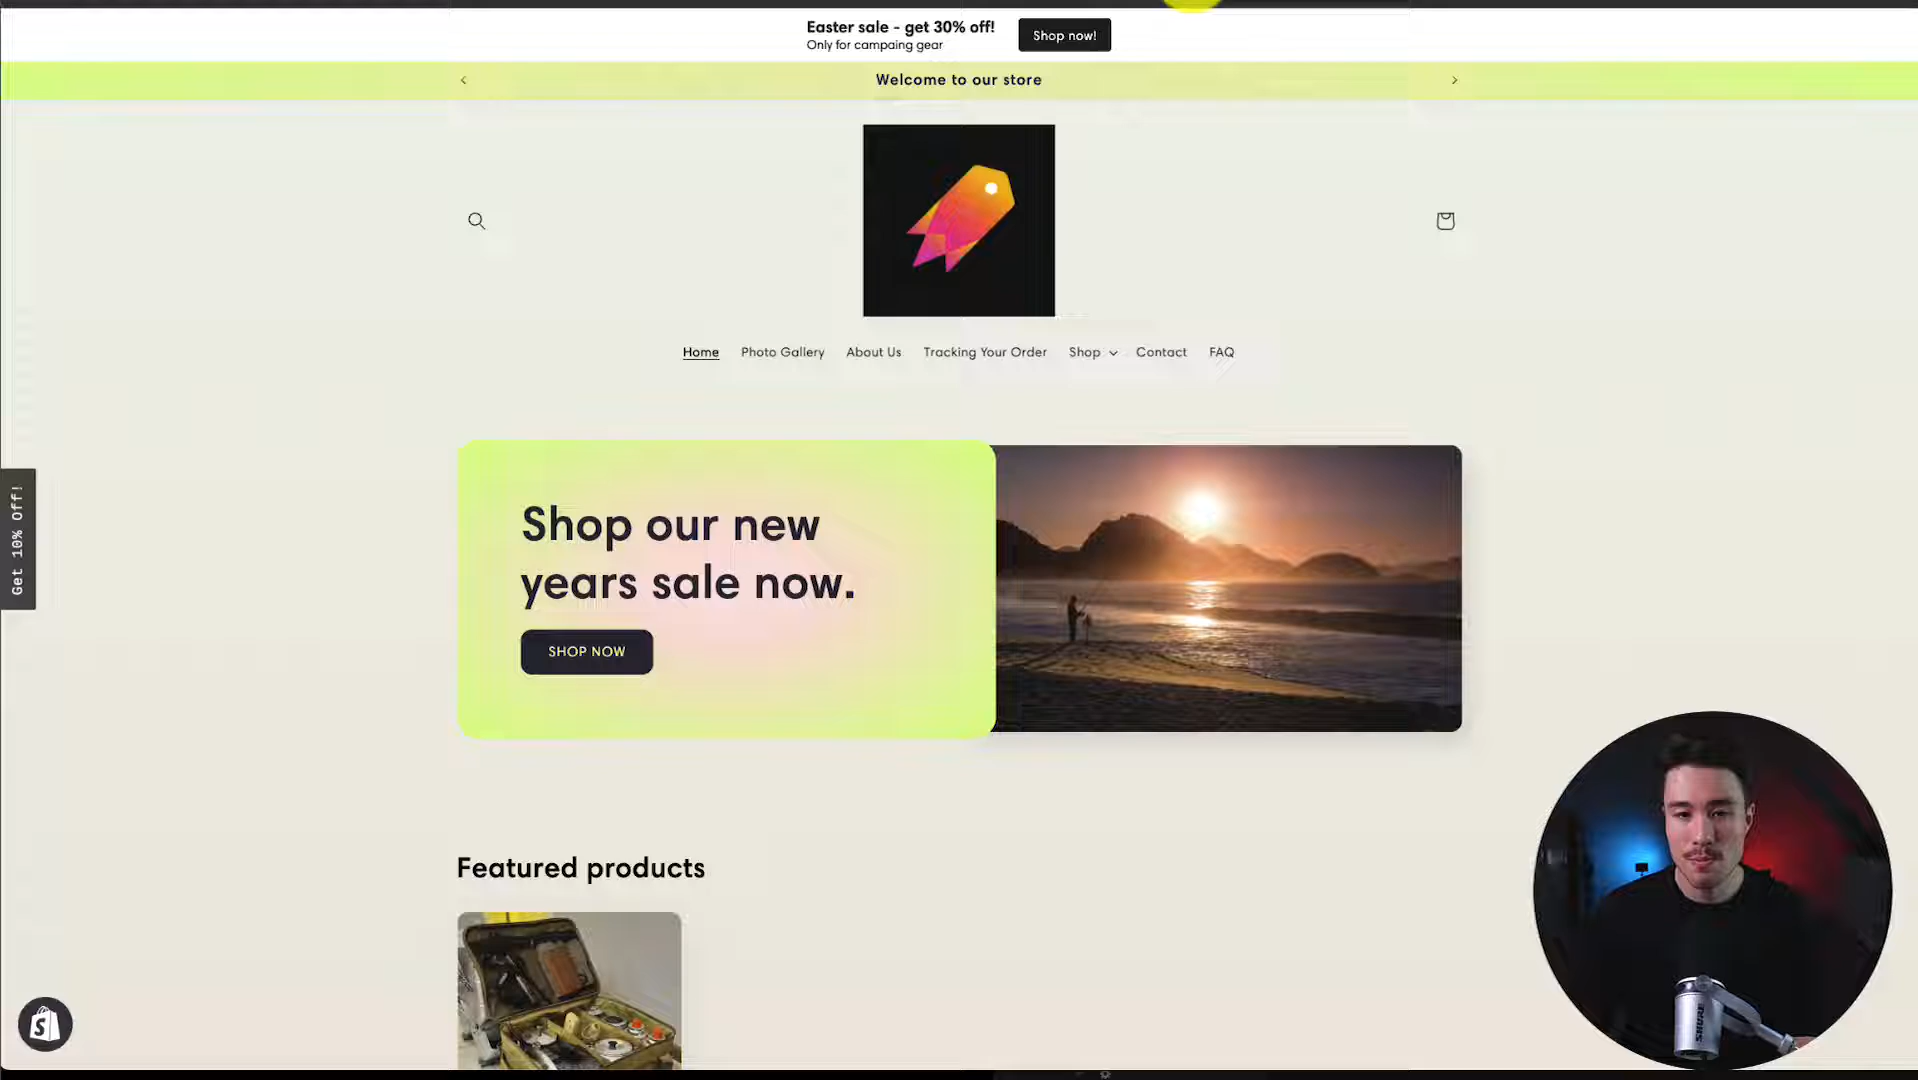 Easter sale - get 30% off!
Only for campaing gear
Shop now!
Welcome to our store
Home Photo Gallery About Us Tracking Your Order Shop Contact FAQ
Get 10% Off!
Shop our new
years sale now.
SHOP NOW
Featured products
SHURE